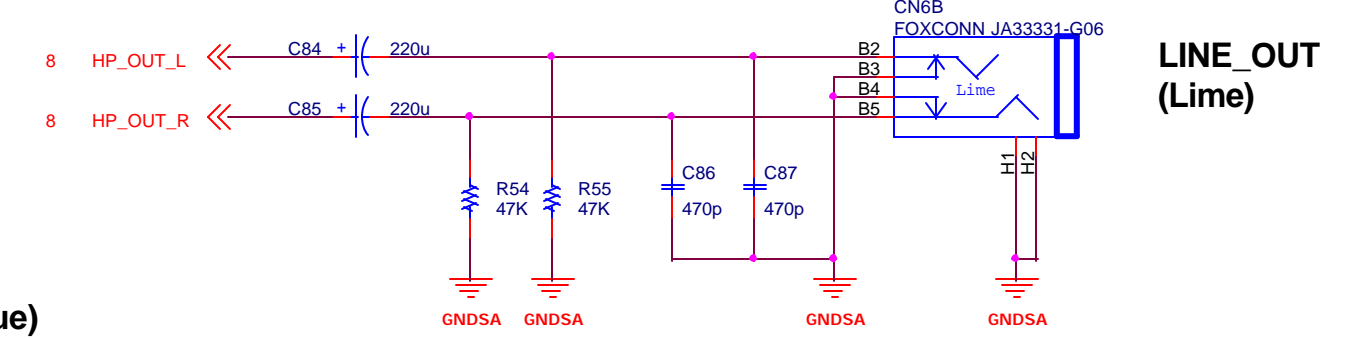 CN6B
FOXCONN JA33331-G06
8 HP_OUT_L C84 + 220u B2
B3
LINE_OUT
(Lime)
Lime
B4
8 HP_OUT_R C85 + 220u B5
H1 H2
R54 R55 C86 C87
47K 47K 470p 470p
GNDSA GNDSA GNDSA GNDSA
ue)